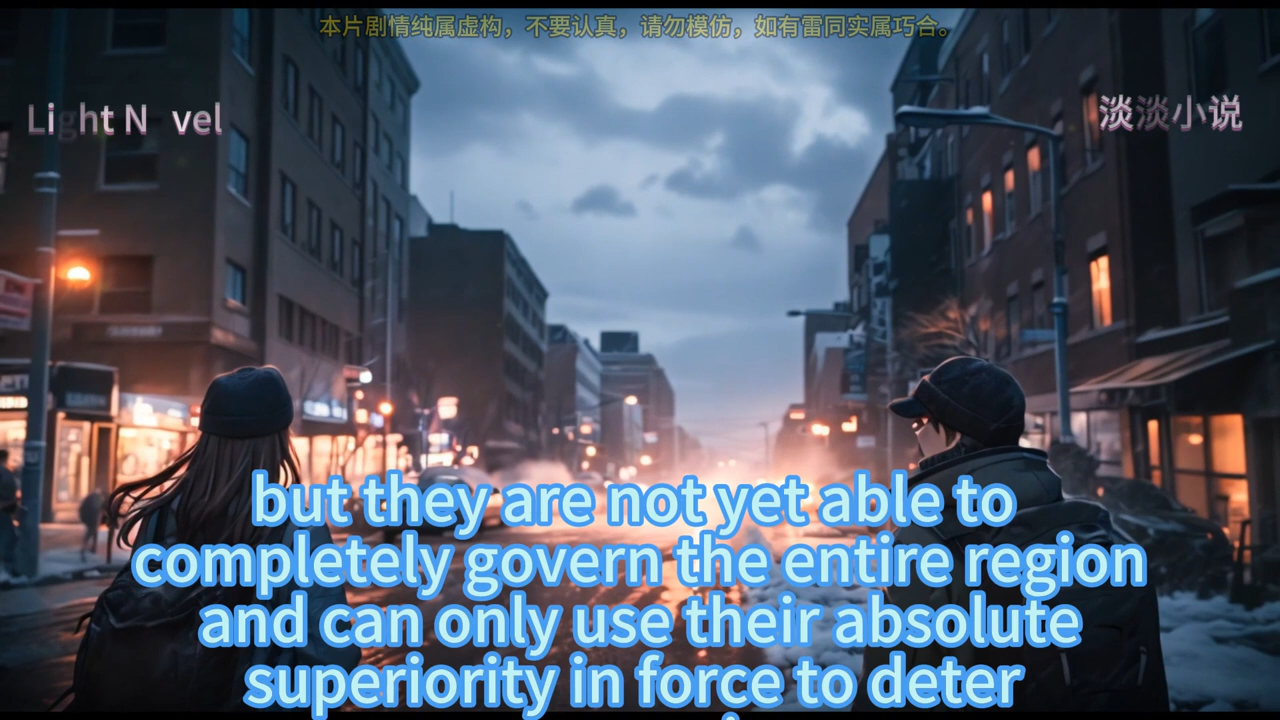 本片剧情纯属虚构，不要认真，请勿模仿，如有雷同实属巧合。
Light N vel
淡淡小说
but they are not yet able to
completely govern the entire region
and can only use their absolute
superiority in force to deter